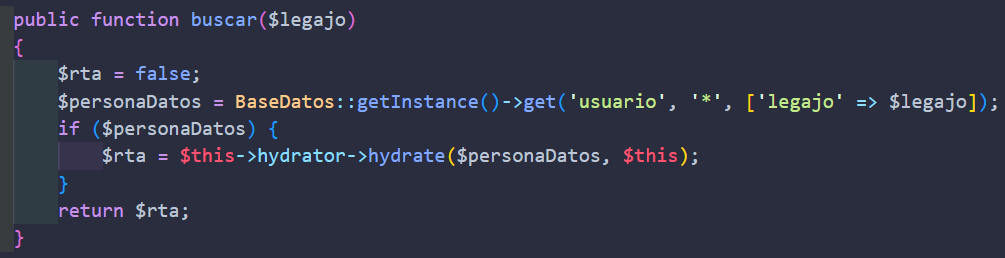 public function buscar($legajo)
{
    $rta = false;
    $personaDatos = BaseDatos::getInstance()->get('usuario', '*', ['legajo' => $legajo]);
    if ($personaDatos) {
        $rta = $this->hydrator->hydrate($personaDatos, $this);
    }
    return $rta;
}